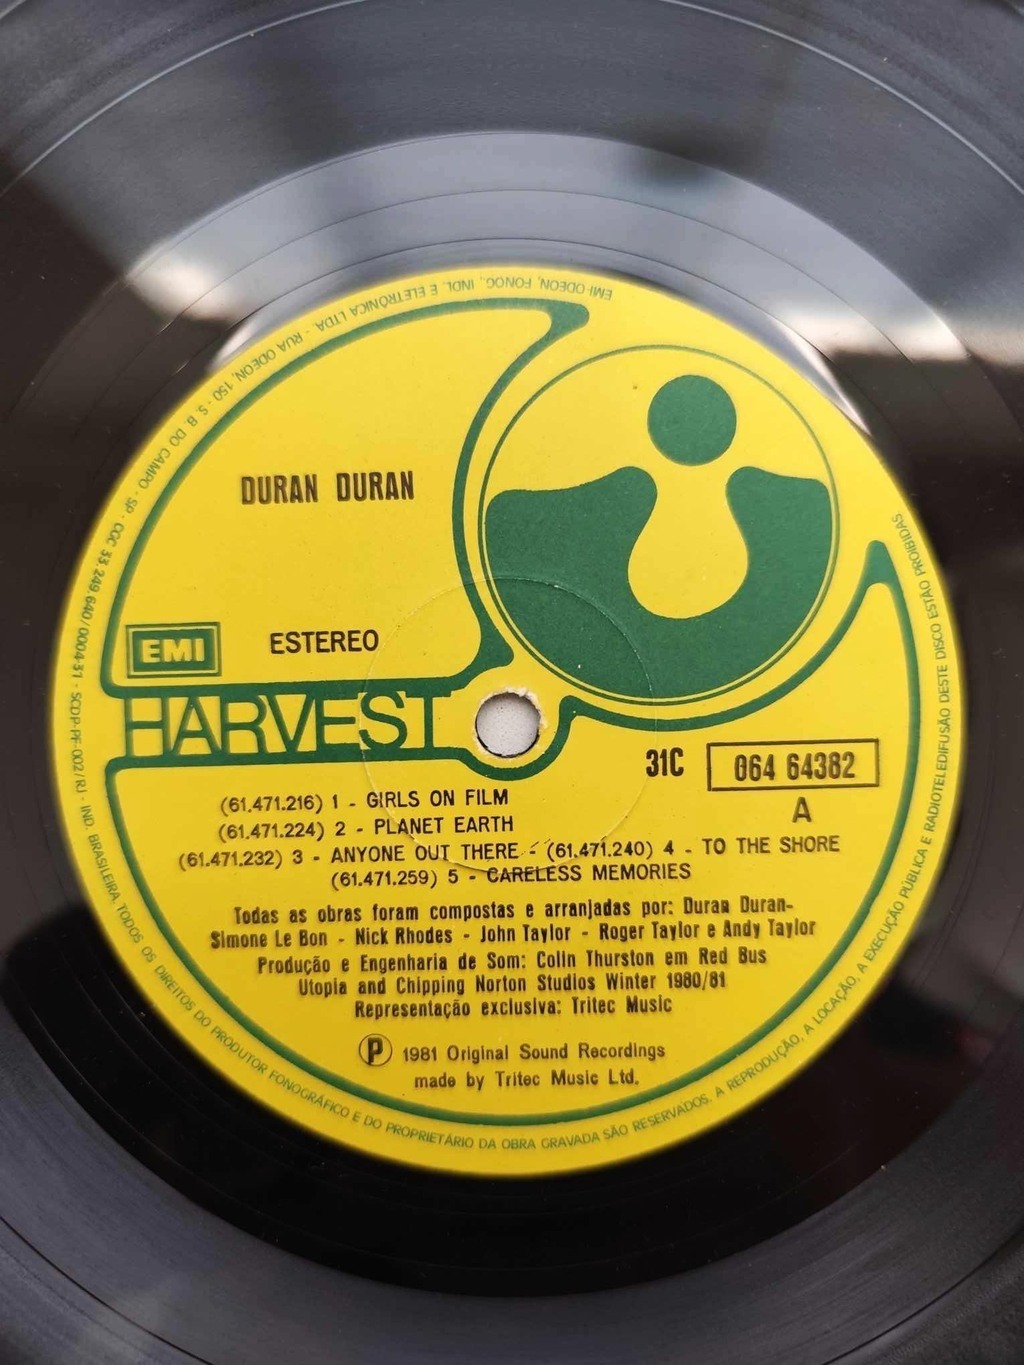 DURAN DURAN
EMI
ESTEREO
HARVEST
31C 064 64382
A
(61.471.216) 1 - GIRLS ON FILM
(61.471.224) 2 - PLANET EARTH
(61.471.232) 3 - ANYONE OUT THERE - (61.471.240) 4 - TO THE SHORE
(61.471.259) 5 - CARELESS MEMORIES
Todas as obras foram compostas e arranjadas por: Duran Duran-
Simone Le Bon - Nick Rhodes - John Taylor - Roger Taylor e Andy Taylor
Produção e Engenharia de Som: Colin Thurston em Red Bus
Utopia and Chipping Norton Studios Winter 1980/81
Representação exclusiva: Tritec Music
P 1981 Original Sound Recordings
made by Tritec Music Ltd.
EMI-ODEON, FONOG., INDL. E ELETRÔNICA LTDA. - RUA ODEON, 150 - S. B. DO CAMPO - SP - CGC 33.249.640/0004-31 - SCDP-PF-002/RJ - IND. BRASILEIRA. TODOS OS DIREITOS DO PRODUTOR FONOGRÁFICO E DO PROPRIETÁRIO DA OBRA GRAVADA SÃO RESERVADOS. A REPRODUÇÃO, A LOCAÇÃO, A EXECUÇÃO PÚBLICA E RADIOTELEDIFUSÃO DESTE DISCO ESTÃO PROIBIDAS